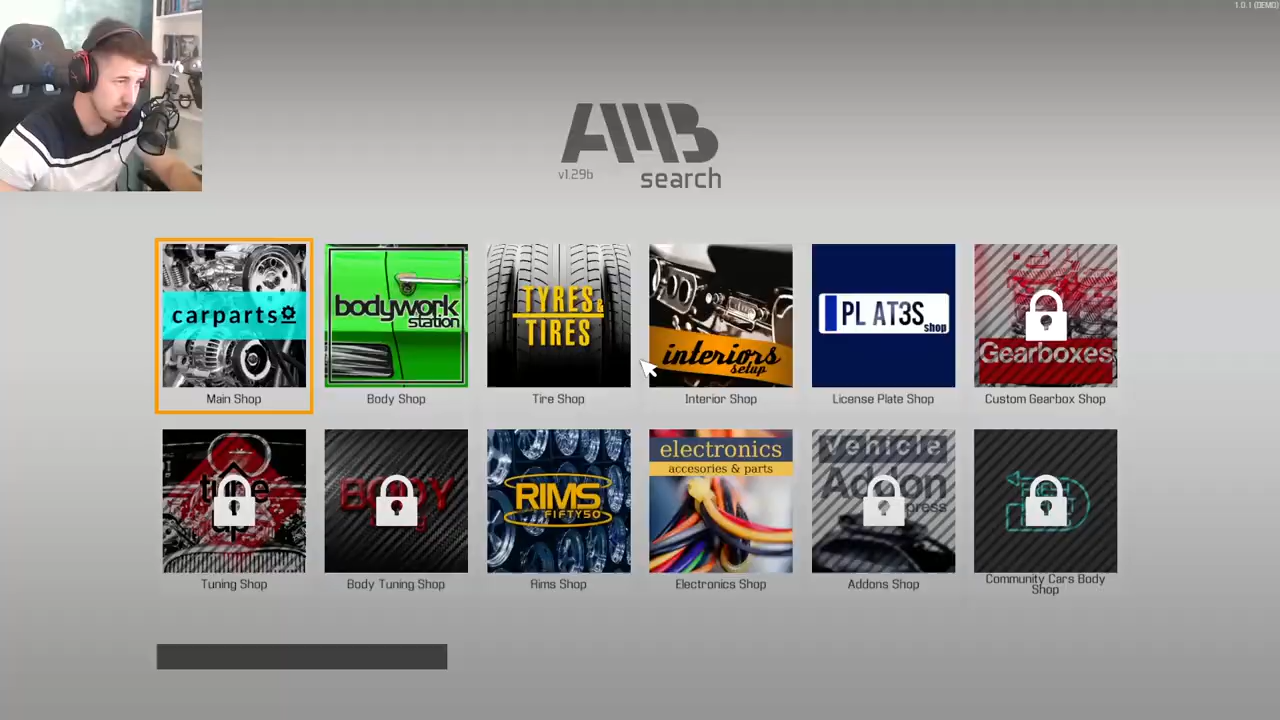 1.0.1 (DEMO)
AMB
v1.29b
search
carparts
Main Shop
bodywork
station
Body Shop
TYRES&
TIRES
Tire Shop
interiors
setup
Interior Shop
PL AT3S
shop
License Plate Shop
Gearboxes
Custom Gearbox Shop
Tuning Shop
BODY
Body Tuning Shop
RIMS
FIFTY50
Rims Shop
electronics
accesories & parts
Electronics Shop
Vehicle
Addon
press
Addons Shop
Community Cars Body
Shop